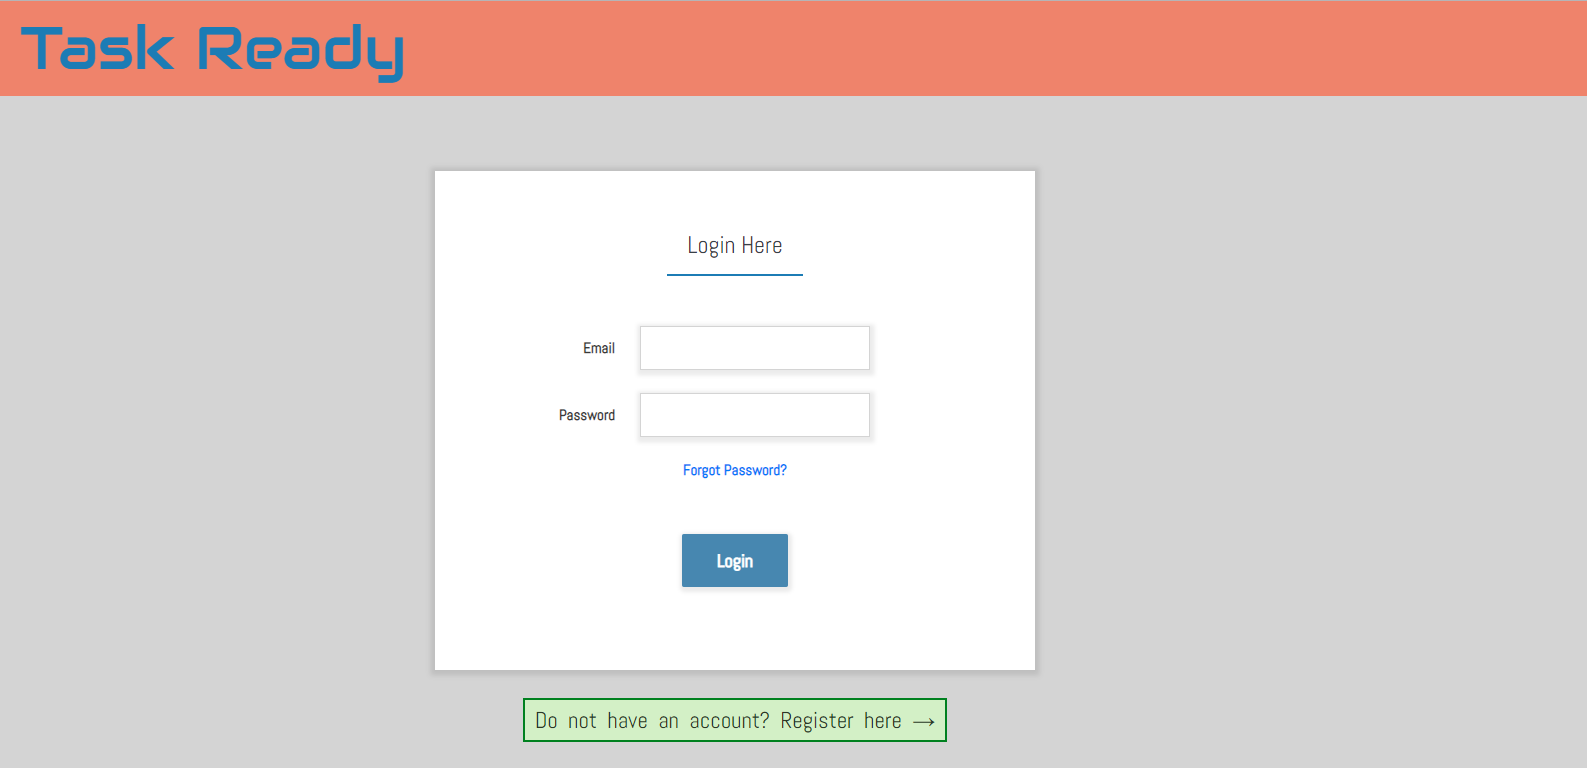 Task Ready
Login Here
Email
Password
Forgot Password?
Login
Do not have an account? Register here →